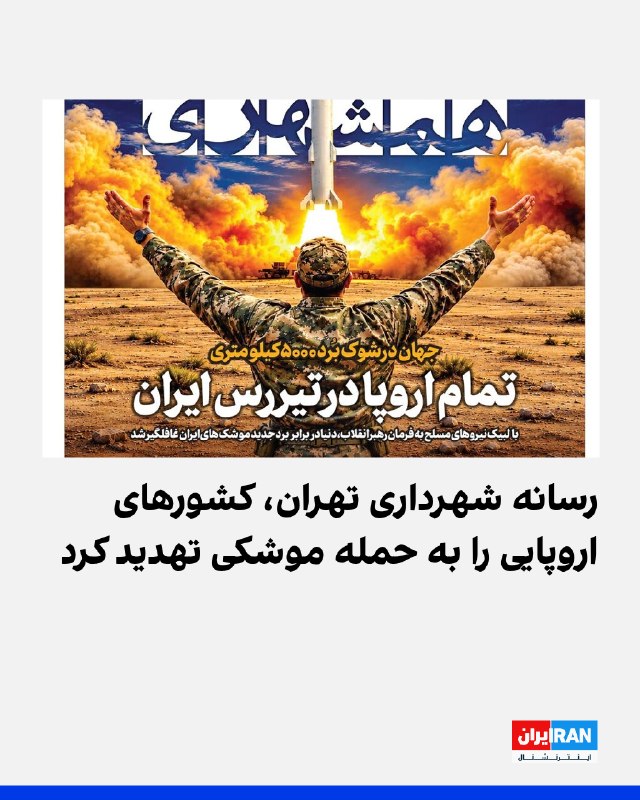 همشهری
جهان در شوک برد ۵۰۰۰ کیلومتری
تمام اروپا در تیررس ایران
با لبیک نیروهای مسلح به فرمان رهبر انقلاب، دنیا در برابر برد جدید موشک‌های ایران غافلگیر شد
رسانه شهرداری تهران، کشورهای
اروپایی را به حمله موشکی تهدید کرد
ایران IRAN
اینترنشنال